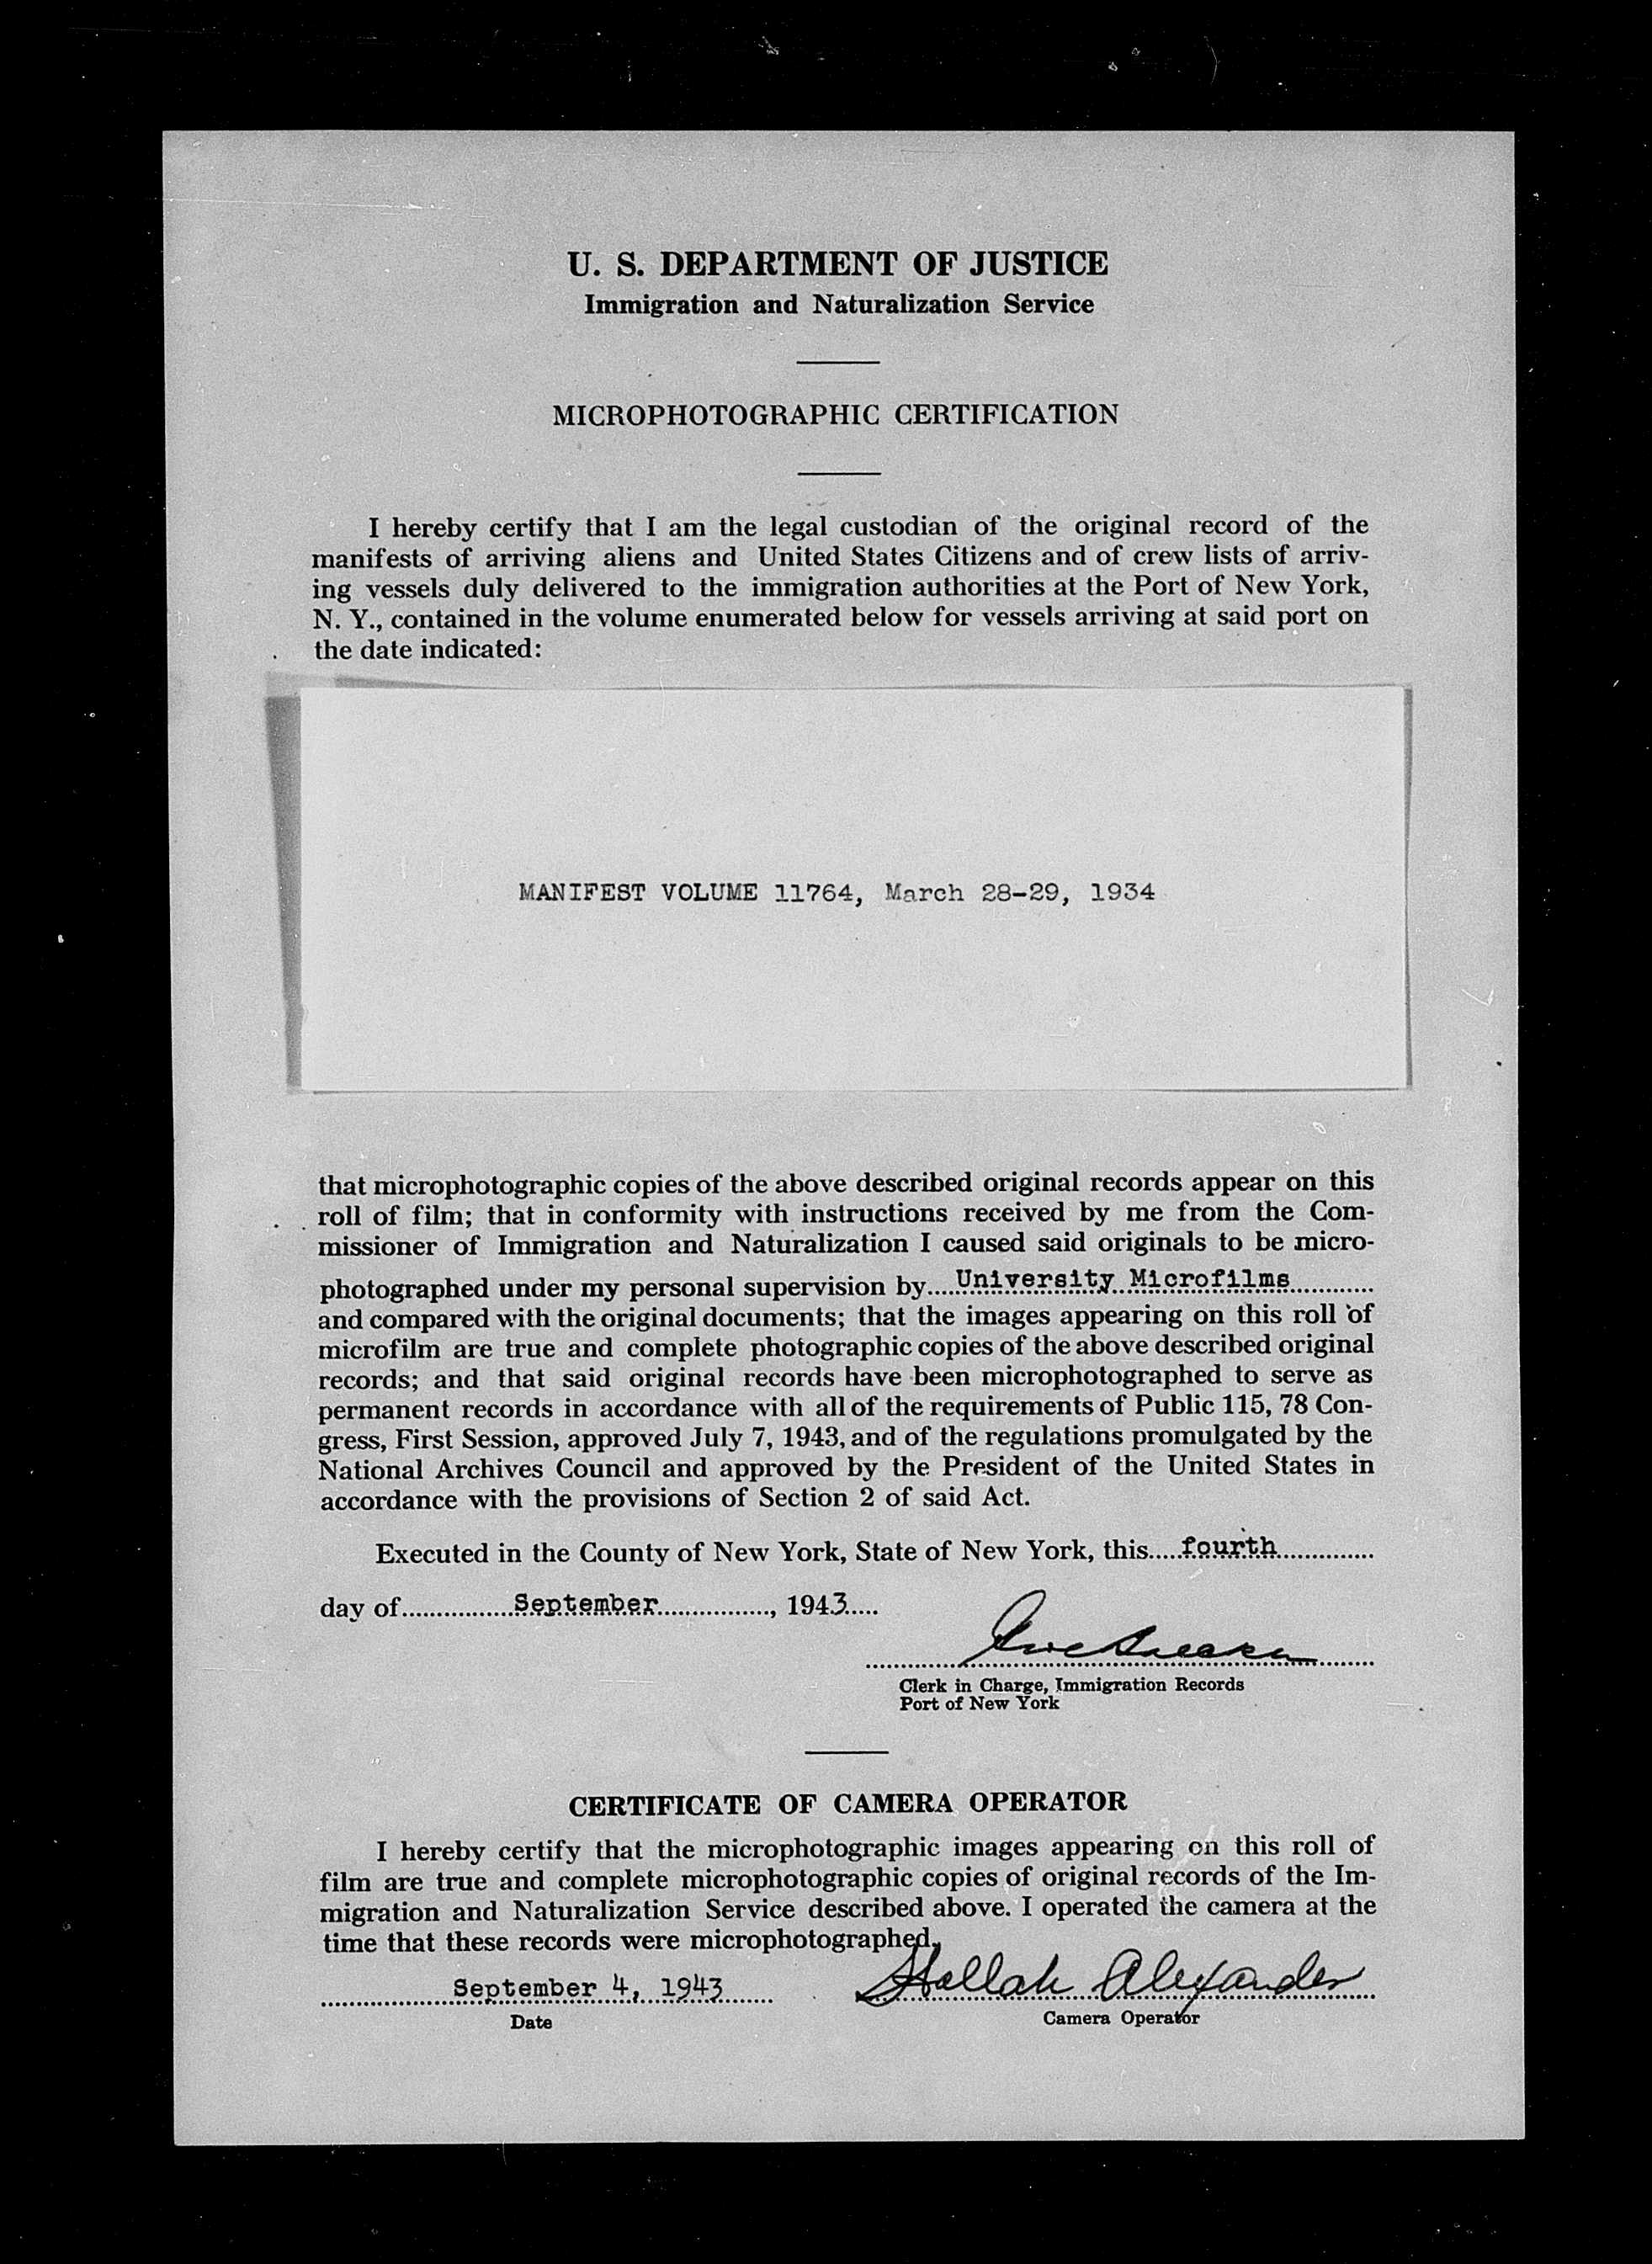 U. S. DEPARTMENT OF JUSTICE
Immigration and Naturalization Service
MICROPHOTOGRAPHIC CERTIFICATION
I hereby certify that I am the legal custodian of the original record of the
manifests of arriving aliens and United States Citizens and of crew lists of arriv-
ing vessels duly delivered to the immigration authorities at the Port of New York,
N. Y., contained in the volume enumerated below for vessels arriving at said port on
the date indicated:
MANIFEST VOLUME 11764, March 28-29, 1934
that microphotographic copies of the above described original records appear on this
roll of film; that in conformity with instructions received by me from the Com-
missioner of Immigration and Naturalization I caused said originals to be micro-
photographed under my personal supervision by....University Microfilms............
and compared with the original documents; that the images appearing on this roll of
microfilm are true and complete photographic copies of the above described original
records; and that said original records have been microphotographed to serve as
permanent records in accordance with all of the requirements of Public 115, 78 Con-
gress, First Session, approved July 7, 1943, and of the regulations promulgated by the
National Archives Council and approved by the President of the United States in
accordance with the provisions of Section 2 of said Act.
Executed in the County of New York, State of New York, this.....fourth..............
day of................September................, 1943.....
Clerk in Charge, Immigration Records
Port of New York
CERTIFICATE OF CAMERA OPERATOR
I hereby certify that the microphotographic images appearing on this roll of
film are true and complete microphotographic copies of original records of the Im-
migration and Naturalization Service described above. I operated the camera at the
time that these records were microphotographed.
September 4, 1943 Alexander
Date Camera Operator